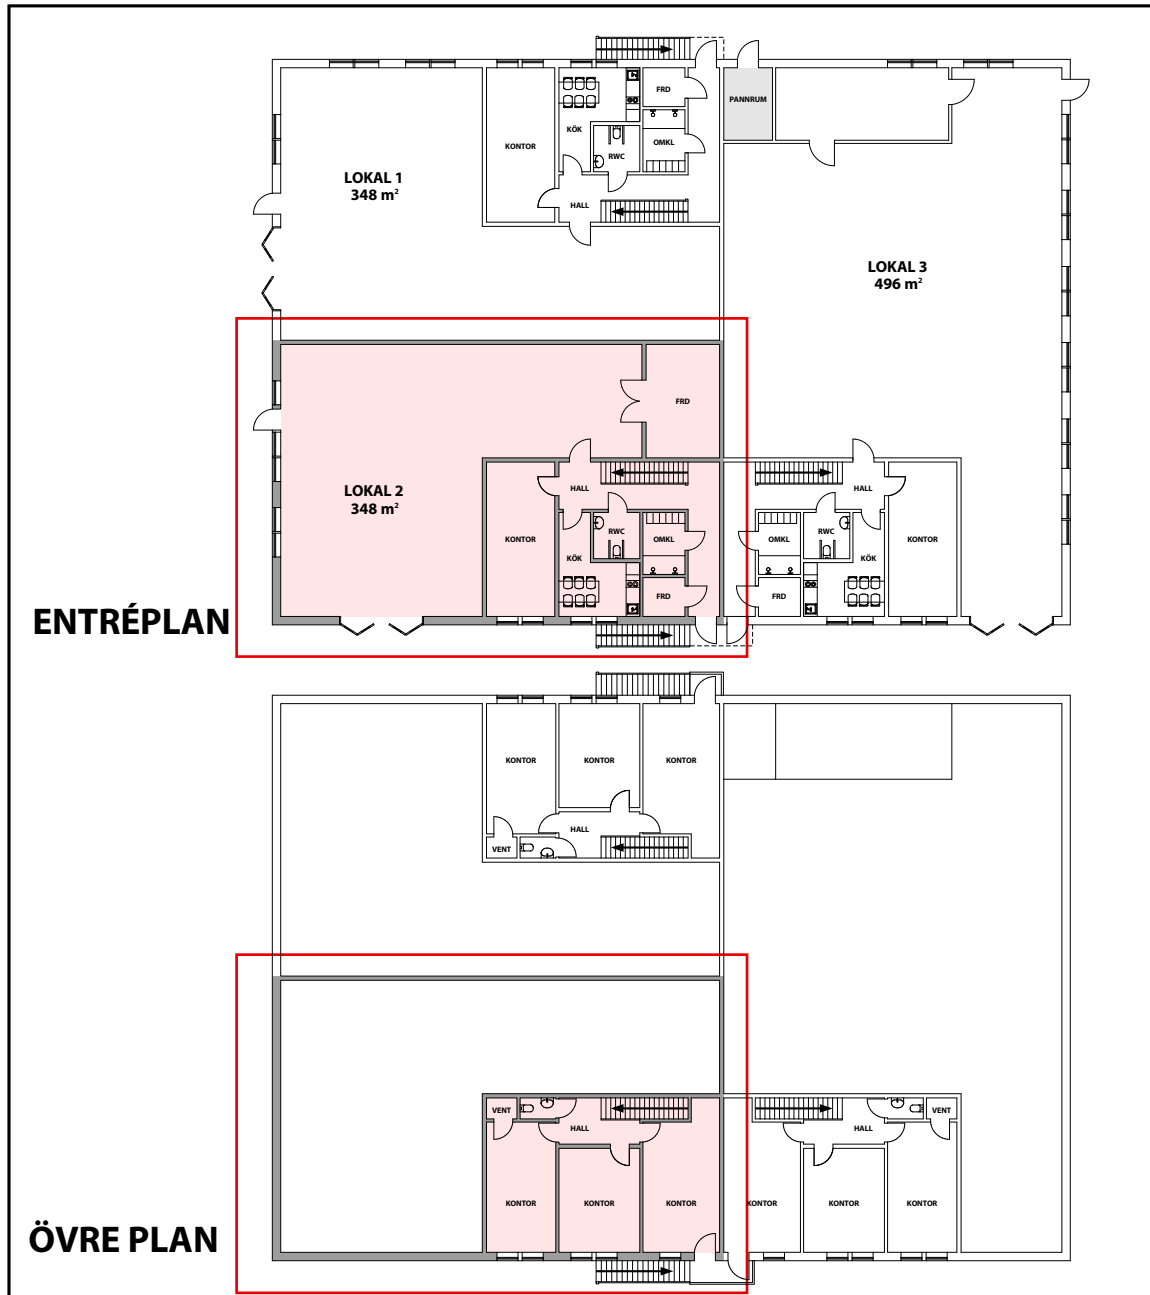 FRD
PANNRUM
KÖK
KONTOR
OMKL
RWC
LOKAL 1
348 m²
HALL
LOKAL 3
496 m²
FRD
LOKAL 2
348 m²
HALL
HALL
RWC
KONTOR
OMKL
OMKL
RWC
KONTOR
KÖK
KÖK
FRD
FRD
ENTRÉPLAN
KONTOR
KONTOR
KONTOR
HALL
VENT
VENT
VENT
HALL
HALL
KONTOR
KONTOR
KONTOR
KONTOR
KONTOR
KONTOR
ÖVRE PLAN